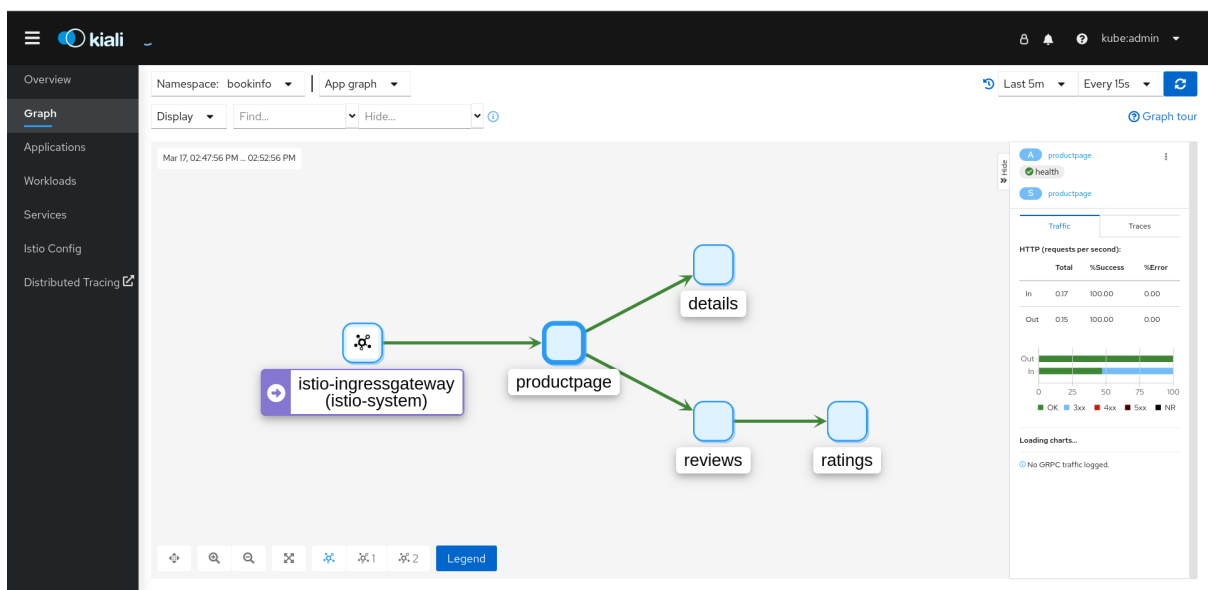 kiali
kube:admin
Overview
Graph
Applications
Workloads
Services
Istio Config
Distributed Tracing
Namespace: bookinfo
App graph
Last 5m
Every 15s
Display
Find...
Hide...
Graph tour
Mar 17, 02:47:56 PM ... 02:52:56 PM
istio-ingressgateway
(istio-system)
productpage
details
reviews
ratings
1
2
Legend
Hide
A productpage
health
S productpage
Traffic Traces
HTTP (requests per second):
Total %Success %Error
In 0.17 100.00 0.00
Out 0.15 100.00 0.00
Out
In
0 25 50 75 100
OK 3xx 4xx 5xx NR
Loading charts...
No GRPC traffic logged.